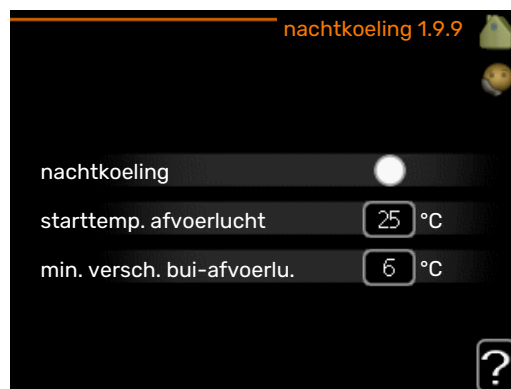 nachtkoeling 1.9.9
nachtkoeling
starttemp. afvoerlucht 25 °C
min. versch. bui-afvoerlu. 6 °C
?